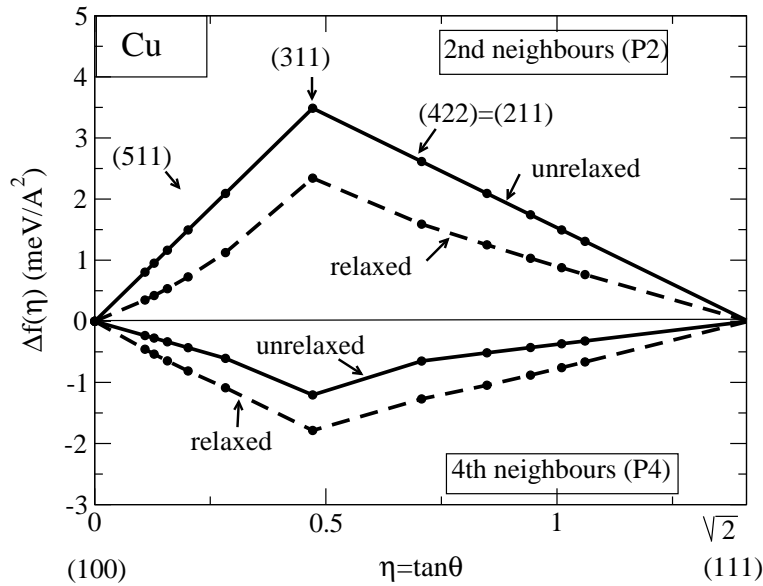 5
4
3
2
1
0
-1
-2
-3
Δf(η) (meV/A^2)
Cu
2nd neighbours (P2)
(311)
(422)=(211)
(511)
unrelaxed
relaxed
unrelaxed
relaxed
4th neighbours (P4)
0
0.5
1
√2
(100)
η=tanθ
(111)